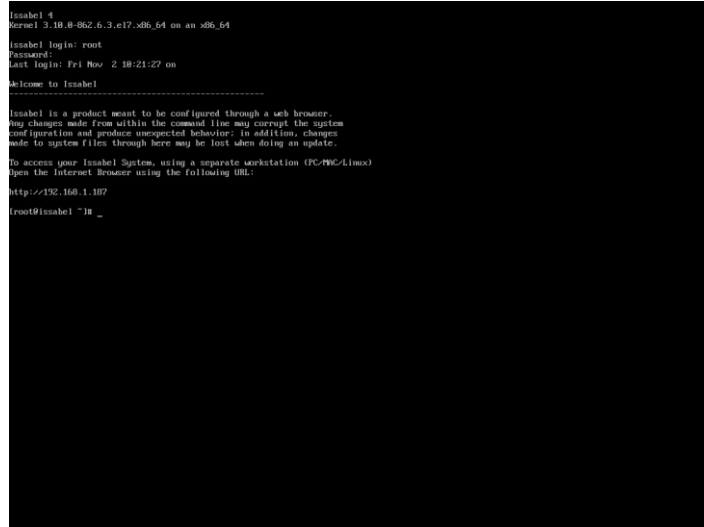 Issabel 4
Kernel 3.10.0-862.6.3.el7.x86_64 on an x86_64
issabel login: root
Password:
Last login: Fri Nov  2 10:21:27 on
Welcome to Issabel
----------------------------------------------------
Issabel is a product meant to be configured through a web browser.
Any changes made from within the command line may corrupt the system
configuration and produce unexpected behavior; in addition, changes
made to system files through here may be lost when doing an update.
To access your Issabel System, using a separate workstation (PC/MAC/Linux)
Open the Internet Browser using the following URL:
http://192.168.1.187
[root@issabel ~]# _